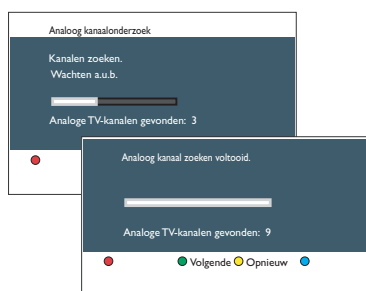 Analoog kanaalonderzoek
Kanalen zoeken.
Wachten a.u.b.
Analoge TV-kanalen gevonden: 3
Analoog kanaal zoeken voltooid.
Analoge TV-kanalen gevonden: 9
Volgende Opnieuw